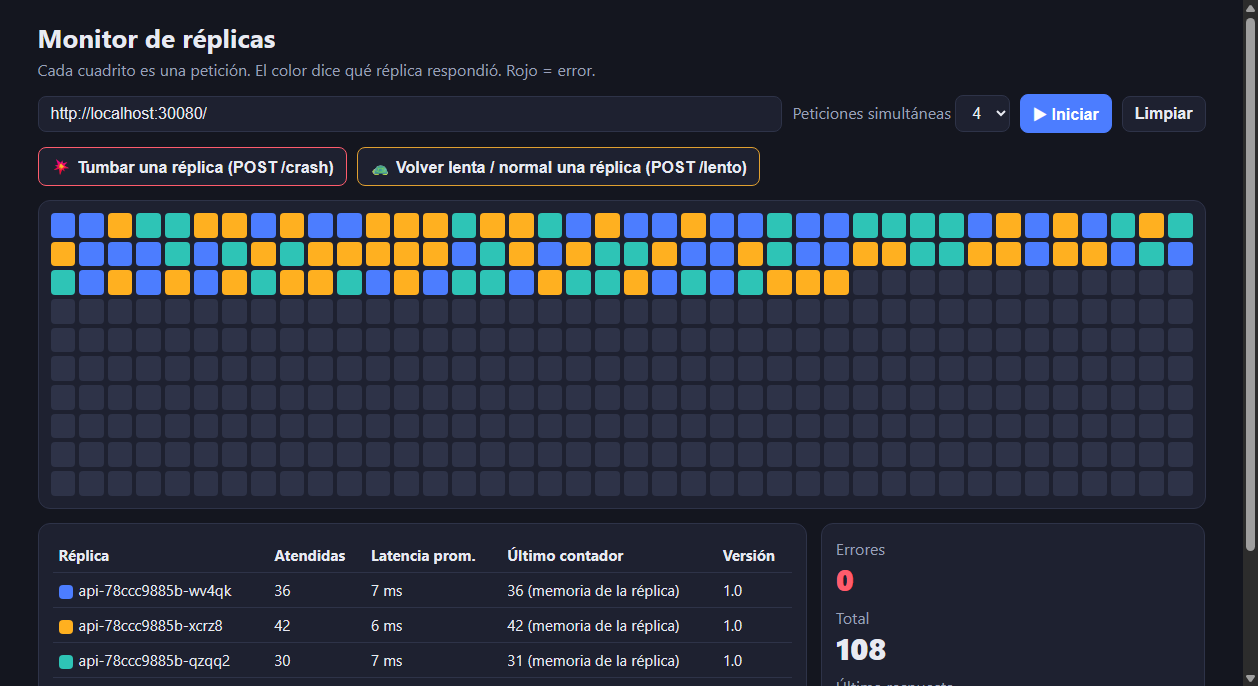 Monitor de réplicas
Cada cuadrito es una petición. El color dice qué réplica respondió. Rojo = error.
http://localhost:30080/ Peticiones simultáneas 4 ▶ Iniciar Limpiar
Tumbar una réplica (POST /crash) Volver lenta / normal una réplica (POST /lento)
Réplica Atendidas Latencia prom. Último contador Versión
api-78ccc9885b-wv4qk 36 7 ms 36 (memoria de la réplica) 1.0
api-78ccc9885b-xcrz8 42 6 ms 42 (memoria de la réplica) 1.0
api-78ccc9885b-qzqq2 30 7 ms 31 (memoria de la réplica) 1.0
Errores
0
Total
108
Última respuesta